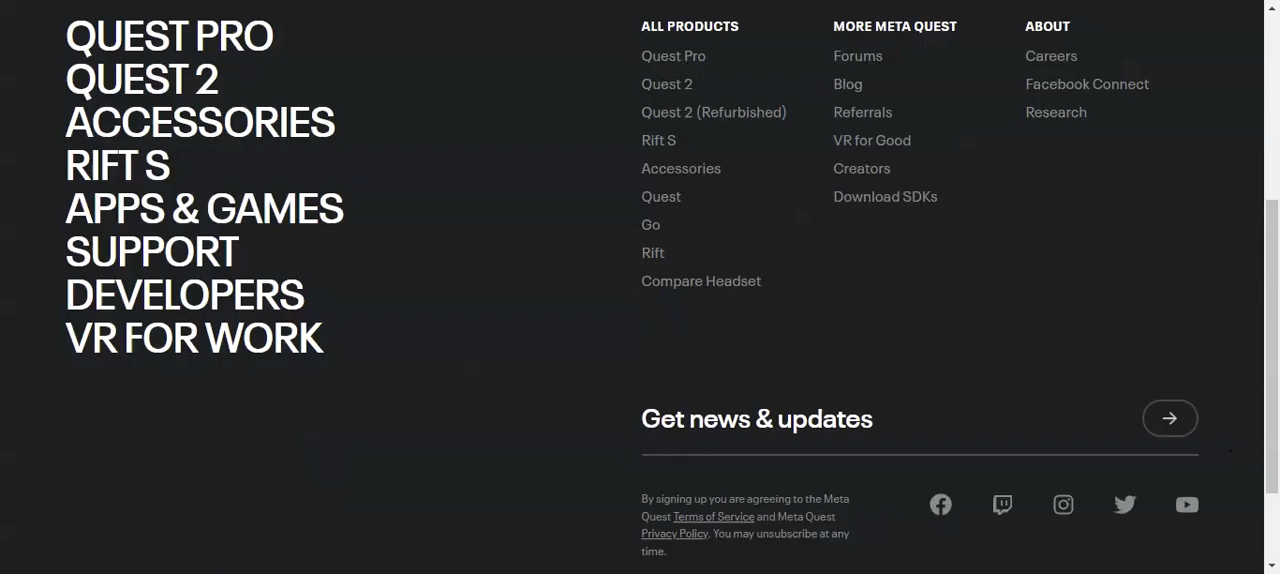 QUEST PRO
QUEST 2
ACCESSORIES
RIFT S
APPS & GAMES
SUPPORT
DEVELOPERS
VR FOR WORK
ALL PRODUCTS
Quest Pro
Quest 2
Quest 2 (Refurbished)
Rift S
Accessories
Quest
Go
Rift
Compare Headset
MORE META QUEST
Forums
Blog
Referrals
VR for Good
Creators
Download SDKs
ABOUT
Careers
Facebook Connect
Research
Get news & updates
By signing up you are agreeing to the Meta
Quest Terms of Service and Meta Quest
Privacy Policy. You may unsubscribe at any
time.